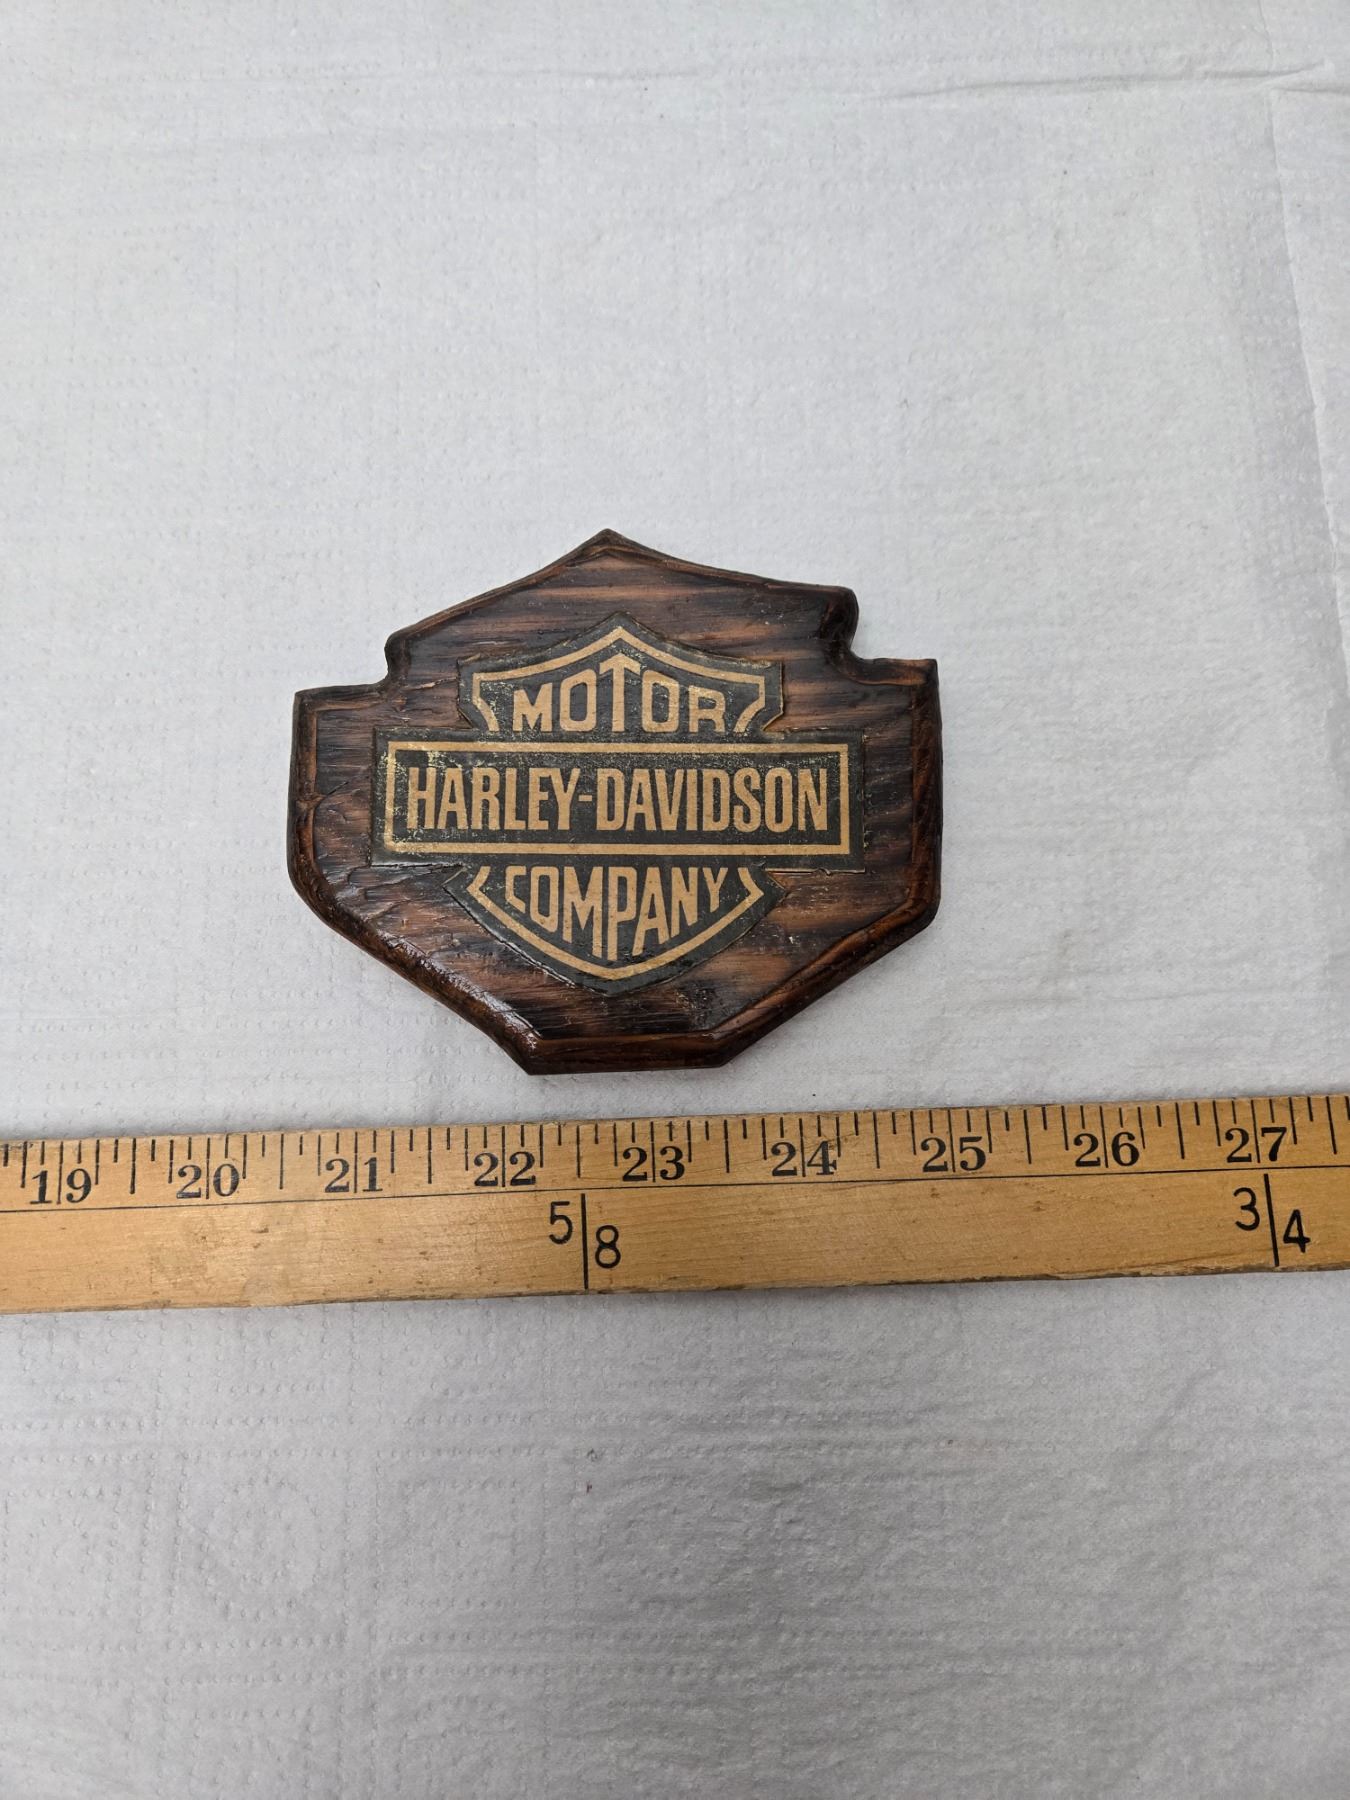 MOTOR
HARLEY-DAVIDSON
COMPANY
19 20 21 22 23 24 25 26 27
5 8 3 4